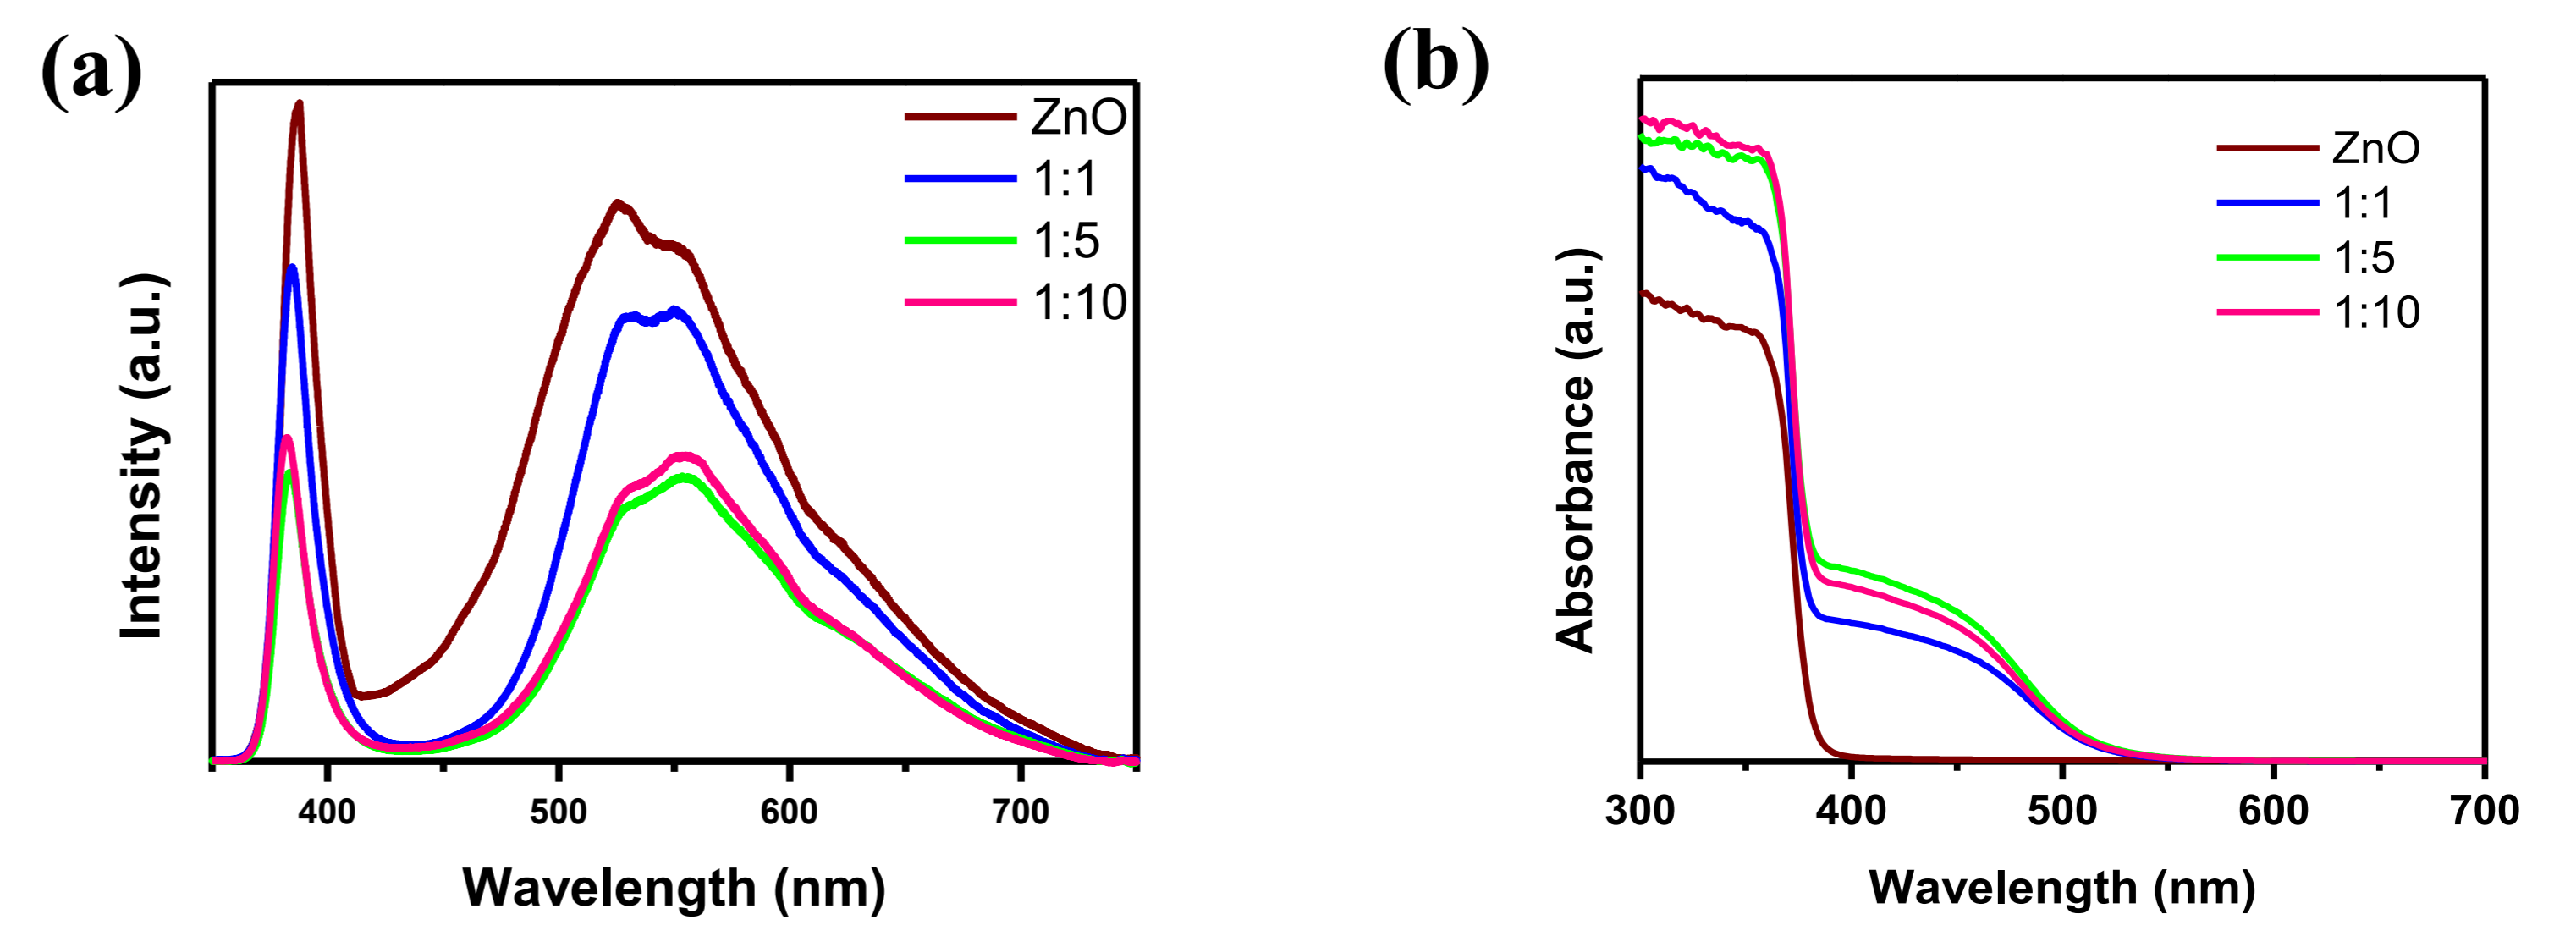 (a)
ZnO
1:1
1:5
1:10
Intensity (a.u.)
400 500 600 700
Wavelength (nm)
(b)
ZnO
1:1
1:5
1:10
Absorbance (a.u.)
300 400 500 600 700
Wavelength (nm)